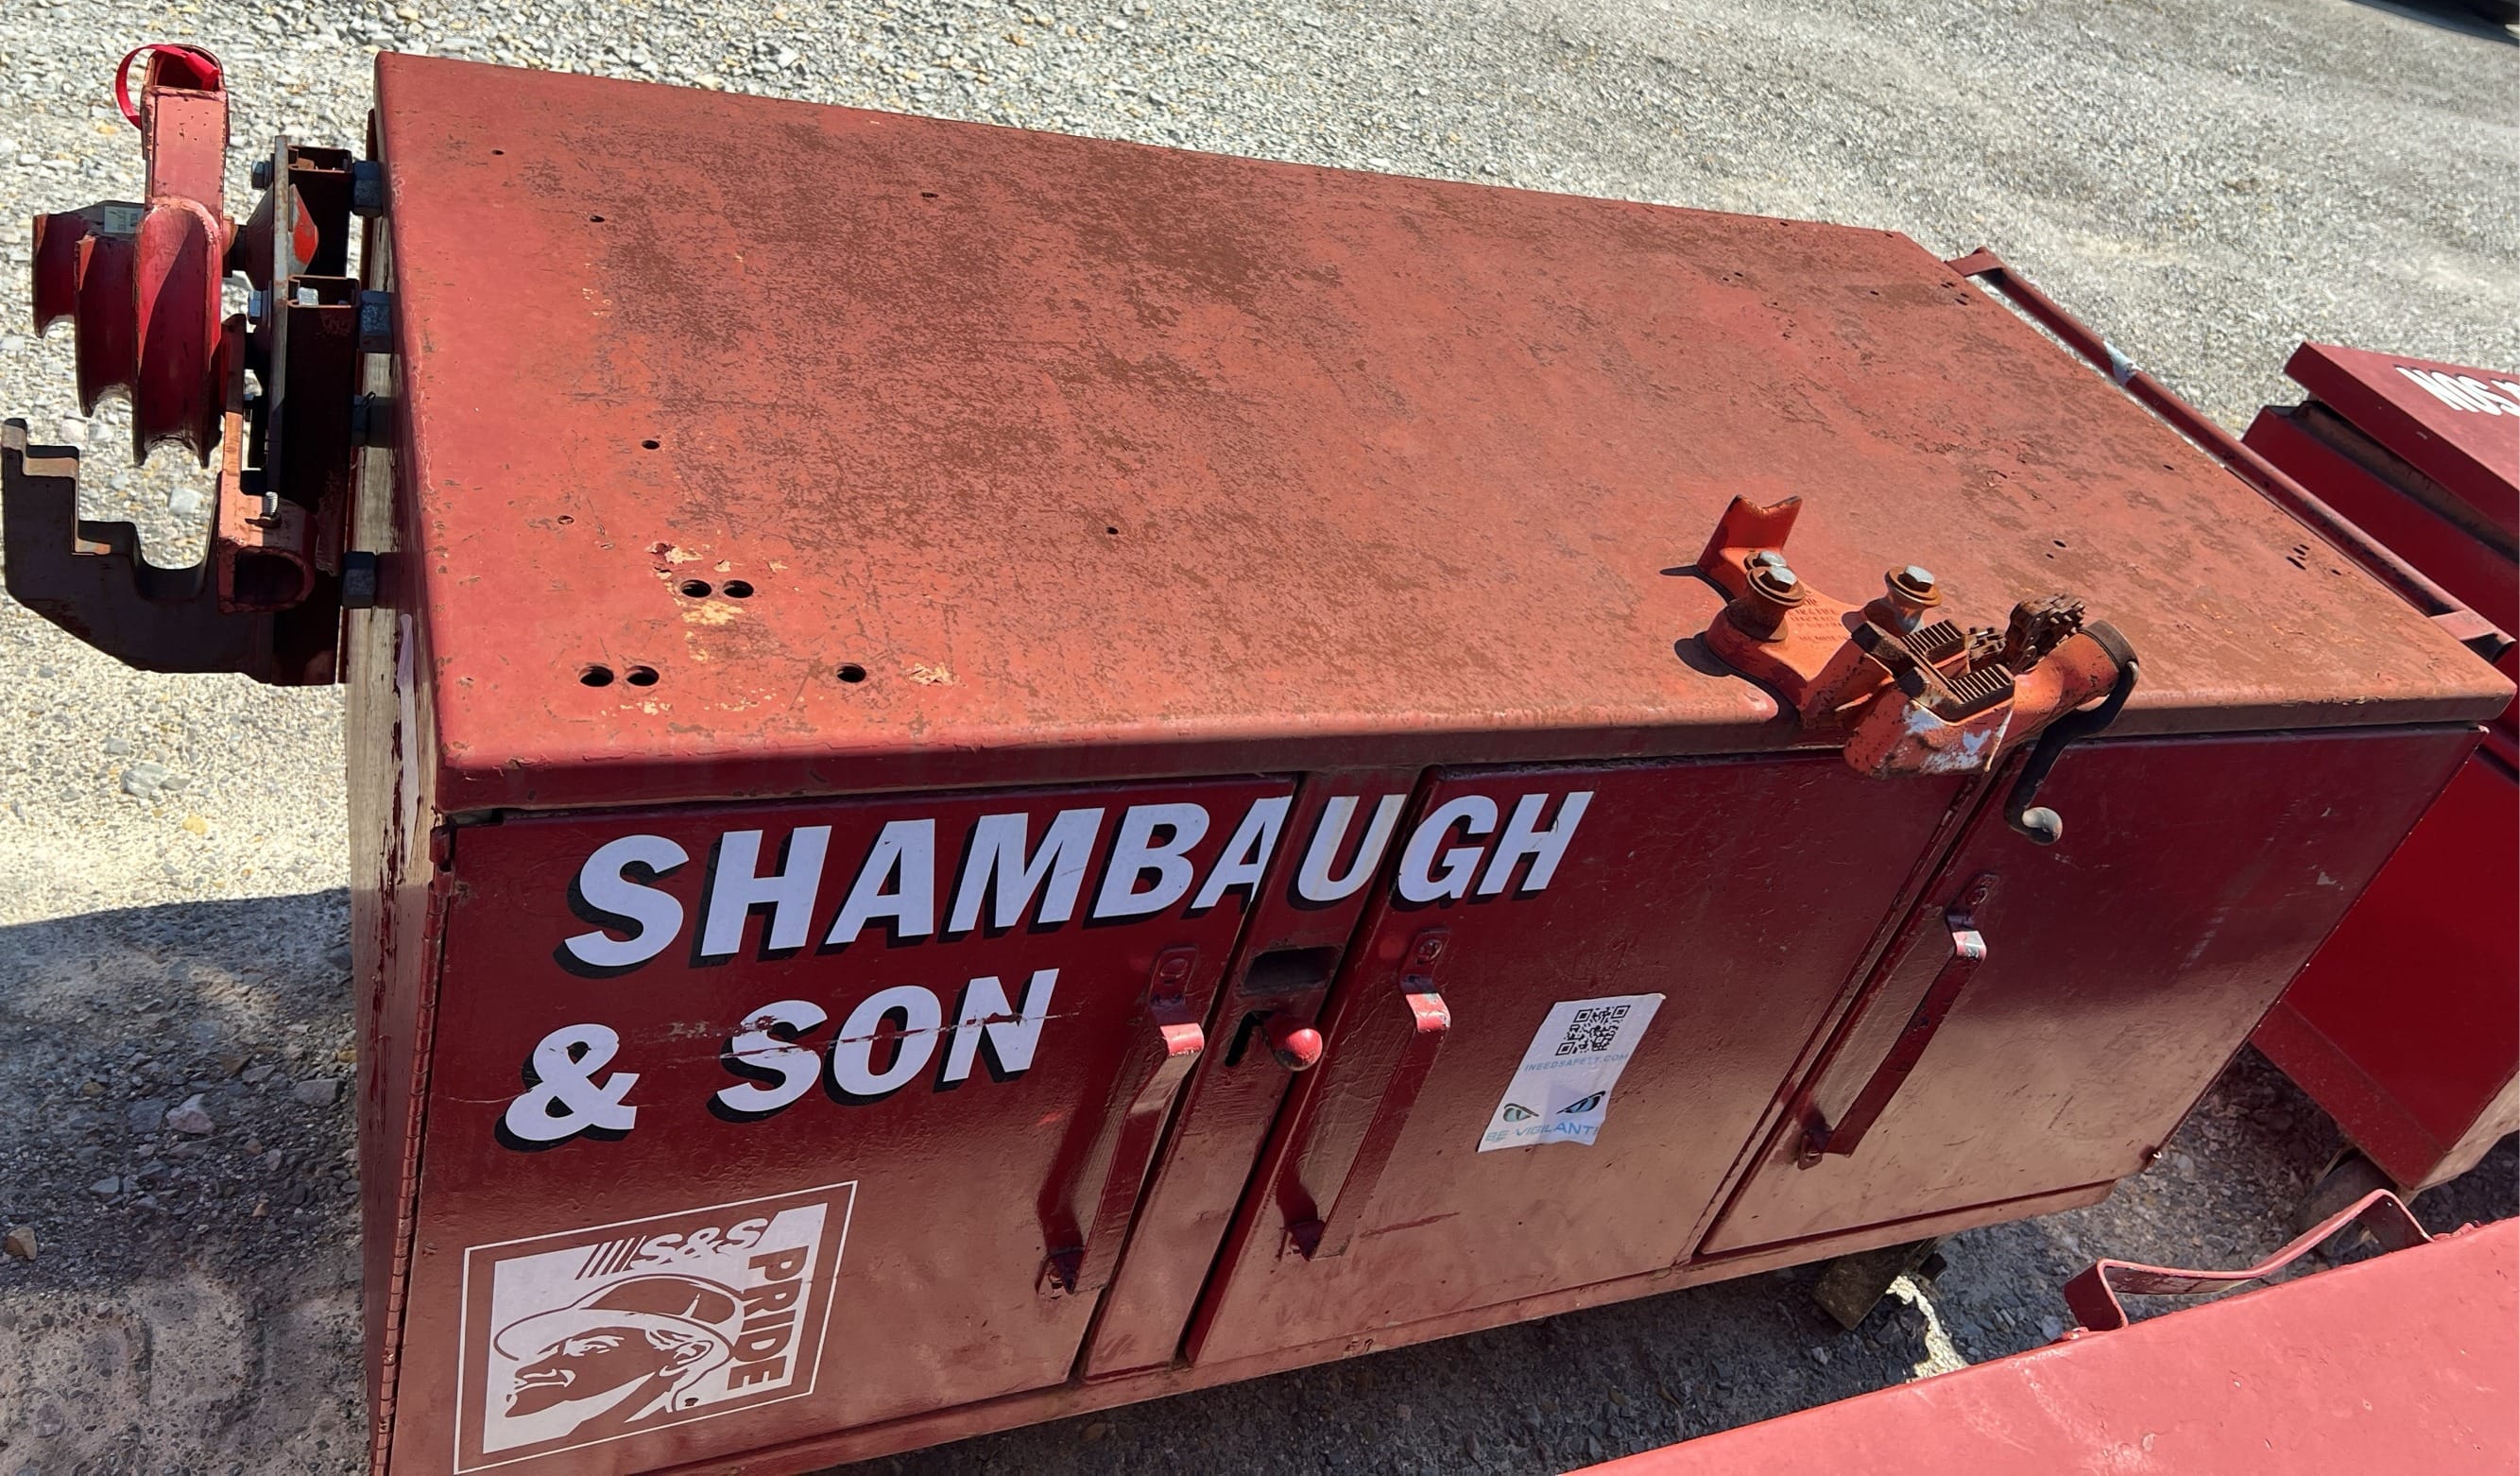 SHAMBAUGH
& SON
S&S
PRIDE
INEEDSAFETY.COM
BE VIGILANT!